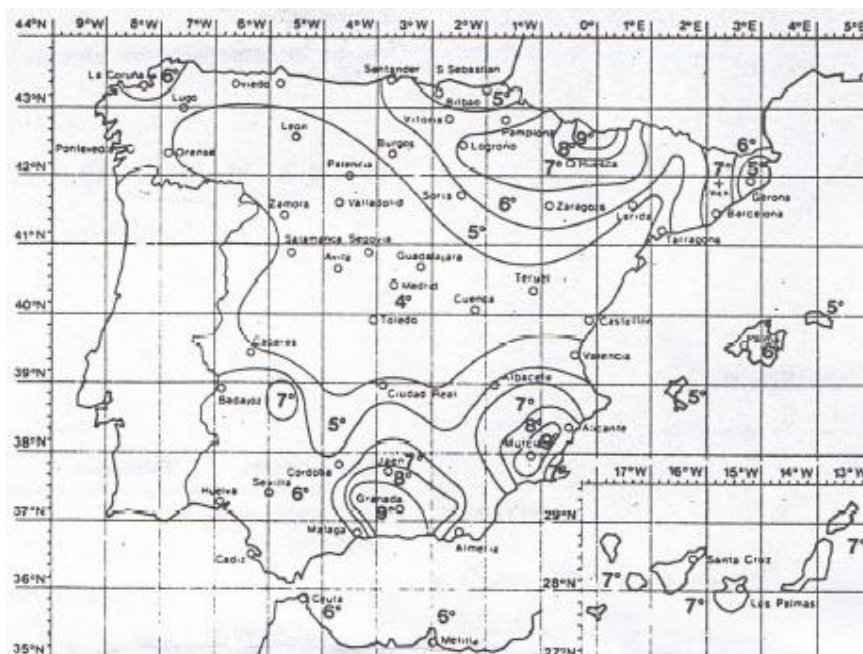 44°N 9°W 8°W 7°W 6°W 5°W 4°W 3°W 2°W 1°W 0° 1°E 2°E 3°E 4°E
La Coruña 6° Oviedo Santander S Sebastian
5° Bilbao 5°
43°N Lugo
Leon Vitoria Pamplona 9°
8° 6°
Pontevedra Orense Burgos Logroño 7° Huesca 7° 5°
42°N Palencia
Vich Gerona
Zamora Valladolid Soria 6° Zaragoza Lerida Barcelona
5° Tarragona
41°N
Salamanca Segovia
Avila Guadalajara
Madrid Teruel
40°N 4° Cuenca 5°
Toledo Castellon
Caceres Palma
Valencia 6°
39°N Albacete
Badajoz 7° Ciudad Real 7° 5°
5° 8° Alicante
38°N Murcia 9°
Cordoba Jaen 7° 7°
Huelva Sevilla 6° 8° 17°W 16°W 15°W 14°W 13°W
Granada
37°N 9° 29°N
Malaga Almeria 7°
Cadiz 7° Santa Cruz
36°N 28°N
Ceuta 7° Las Palmas
6° 6°
Melilla
35°N 27°N